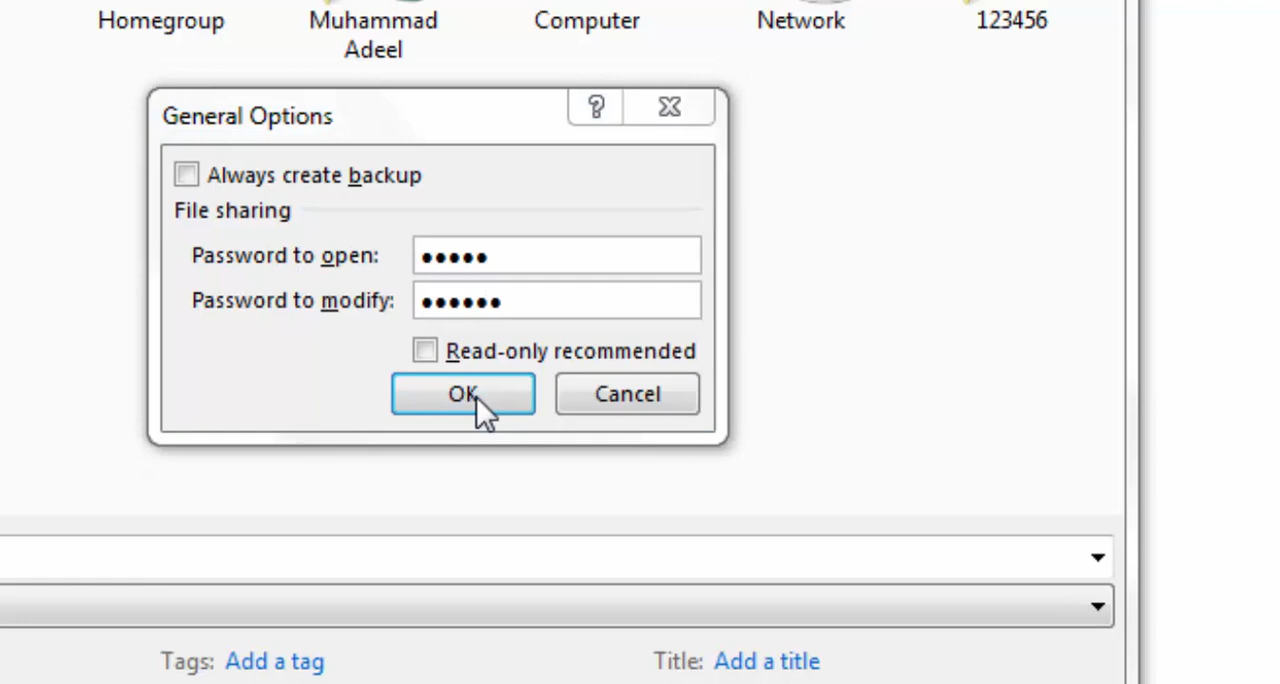 Homegroup
Muhammad
Adeel
Computer
Network
123456
General Options
?
Always create backup
File sharing
Password to open: •••••
Password to modify: ••••••
Read-only recommended
OK
Cancel
Tags: Add a tag
Title: Add a title